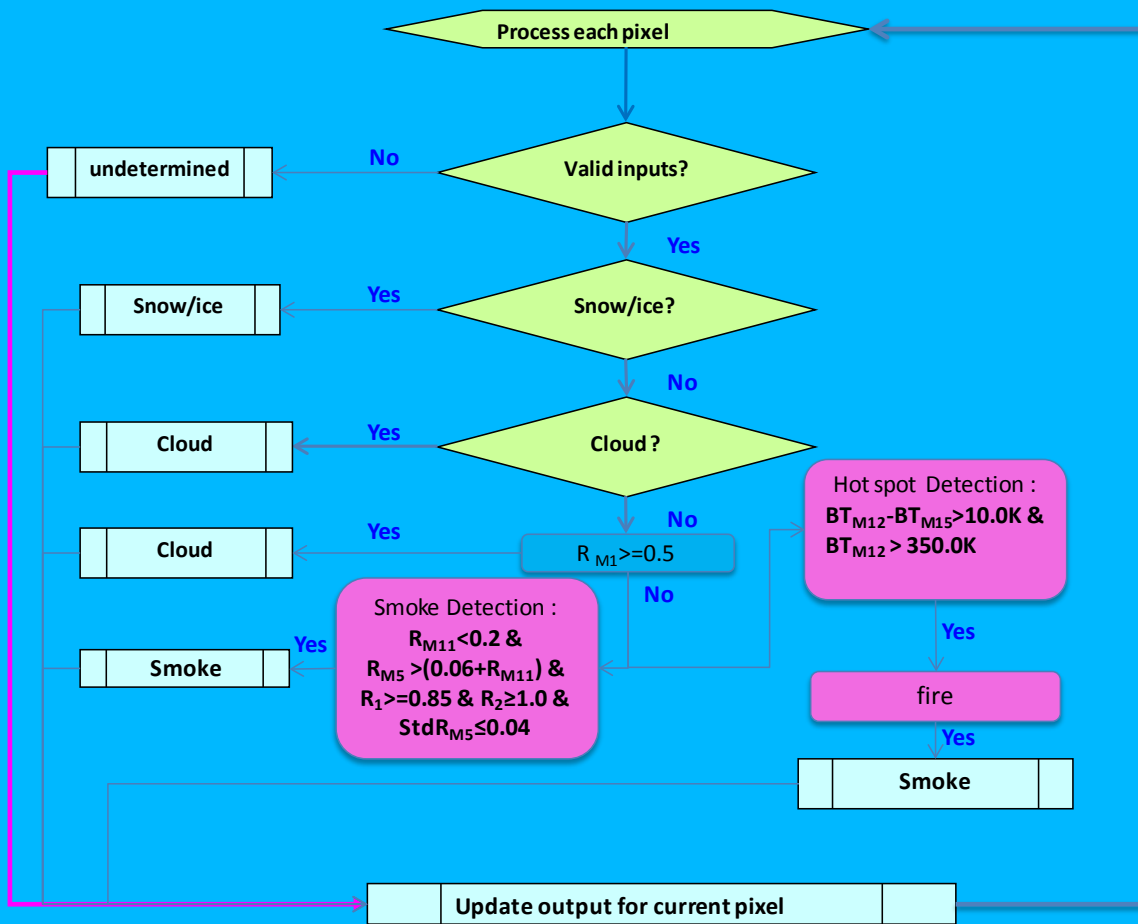 Process each pixel
Valid inputs?
No
undetermined
Yes
Snow/ice?
Yes
Snow/ice
No
Cloud ?
Yes
Cloud
No
R M1>=0.5
Yes
Cloud
No
Hot spot Detection :
BTM12-BTM15>10.0K &
BTM12 > 350.0K
Yes
fire
Yes
Smoke
Smoke Detection :
RM11<0.2 &
RM5 >(0.06+RM11) &
R1>=0.85 & R2≥1.0 &
StdRM5≤0.04
Yes
Smoke
Update output for current pixel